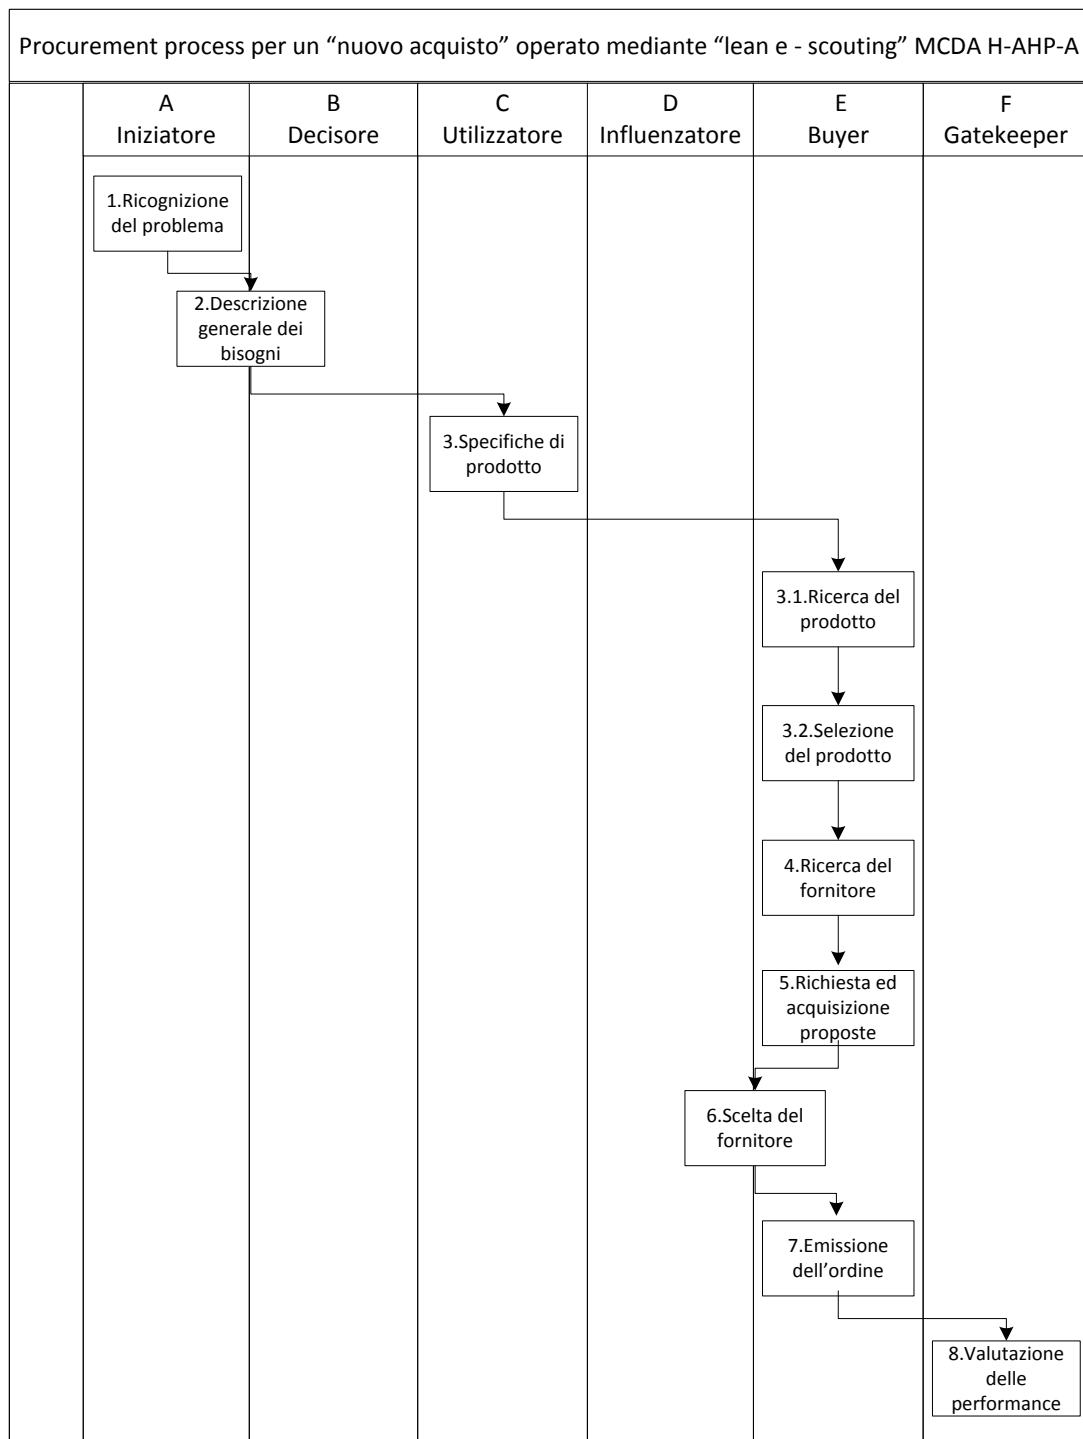 Procurement process per un “nuovo acquisto” operato mediante “lean e - scouting” MCDA H-AHP-A
A
Iniziatore
B
Decisore
C
Utilizzatore
D
Influenzatore
E
Buyer
F
Gatekeeper
1.Ricognizione
del problema
2.Descrizione
generale dei
bisogni
3.Specifiche di
prodotto
3.1.Ricerca del
prodotto
3.2.Selezione
del prodotto
4.Ricerca del
fornitore
5.Richiesta ed
acquisizione
proposte
6.Scelta del
fornitore
7.Emissione
dell’ordine
8.Valutazione
delle
performance